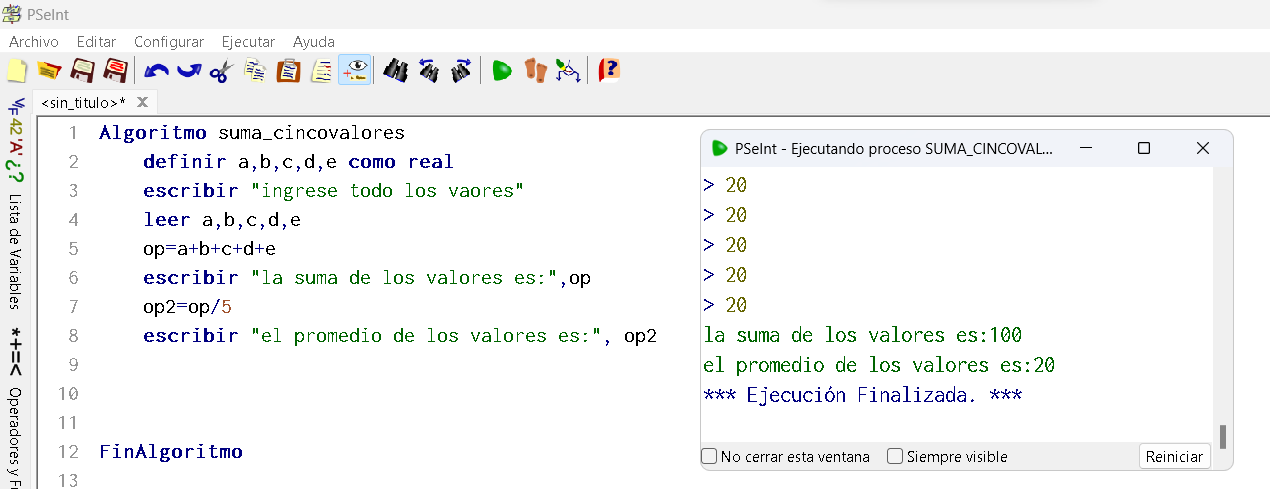 PSeInt
Archivo Editar Configurar Ejecutar Ayuda
<sin_titulo>* X
1 Algoritmo suma_cincovalores
2 definir a,b,c,d,e como real
3 escribir "ingrese todo los vaores"
4 leer a,b,c,d,e
5 op=a+b+c+d+e
6 escribir "la suma de los valores es:",op
7 op2=op/5
8 escribir "el promedio de los valores es:", op2
9
10
11
12 FinAlgoritmo
13
42 'A' ¿?
Lista de Variables
*+=<
Operadores y F
PSeInt - Ejecutando proceso SUMA_CINCOVAL...
> 20
> 20
> 20
> 20
> 20
la suma de los valores es:100
el promedio de los valores es:20
*** Ejecución Finalizada. ***
No cerrar esta ventana Siempre visible Reiniciar